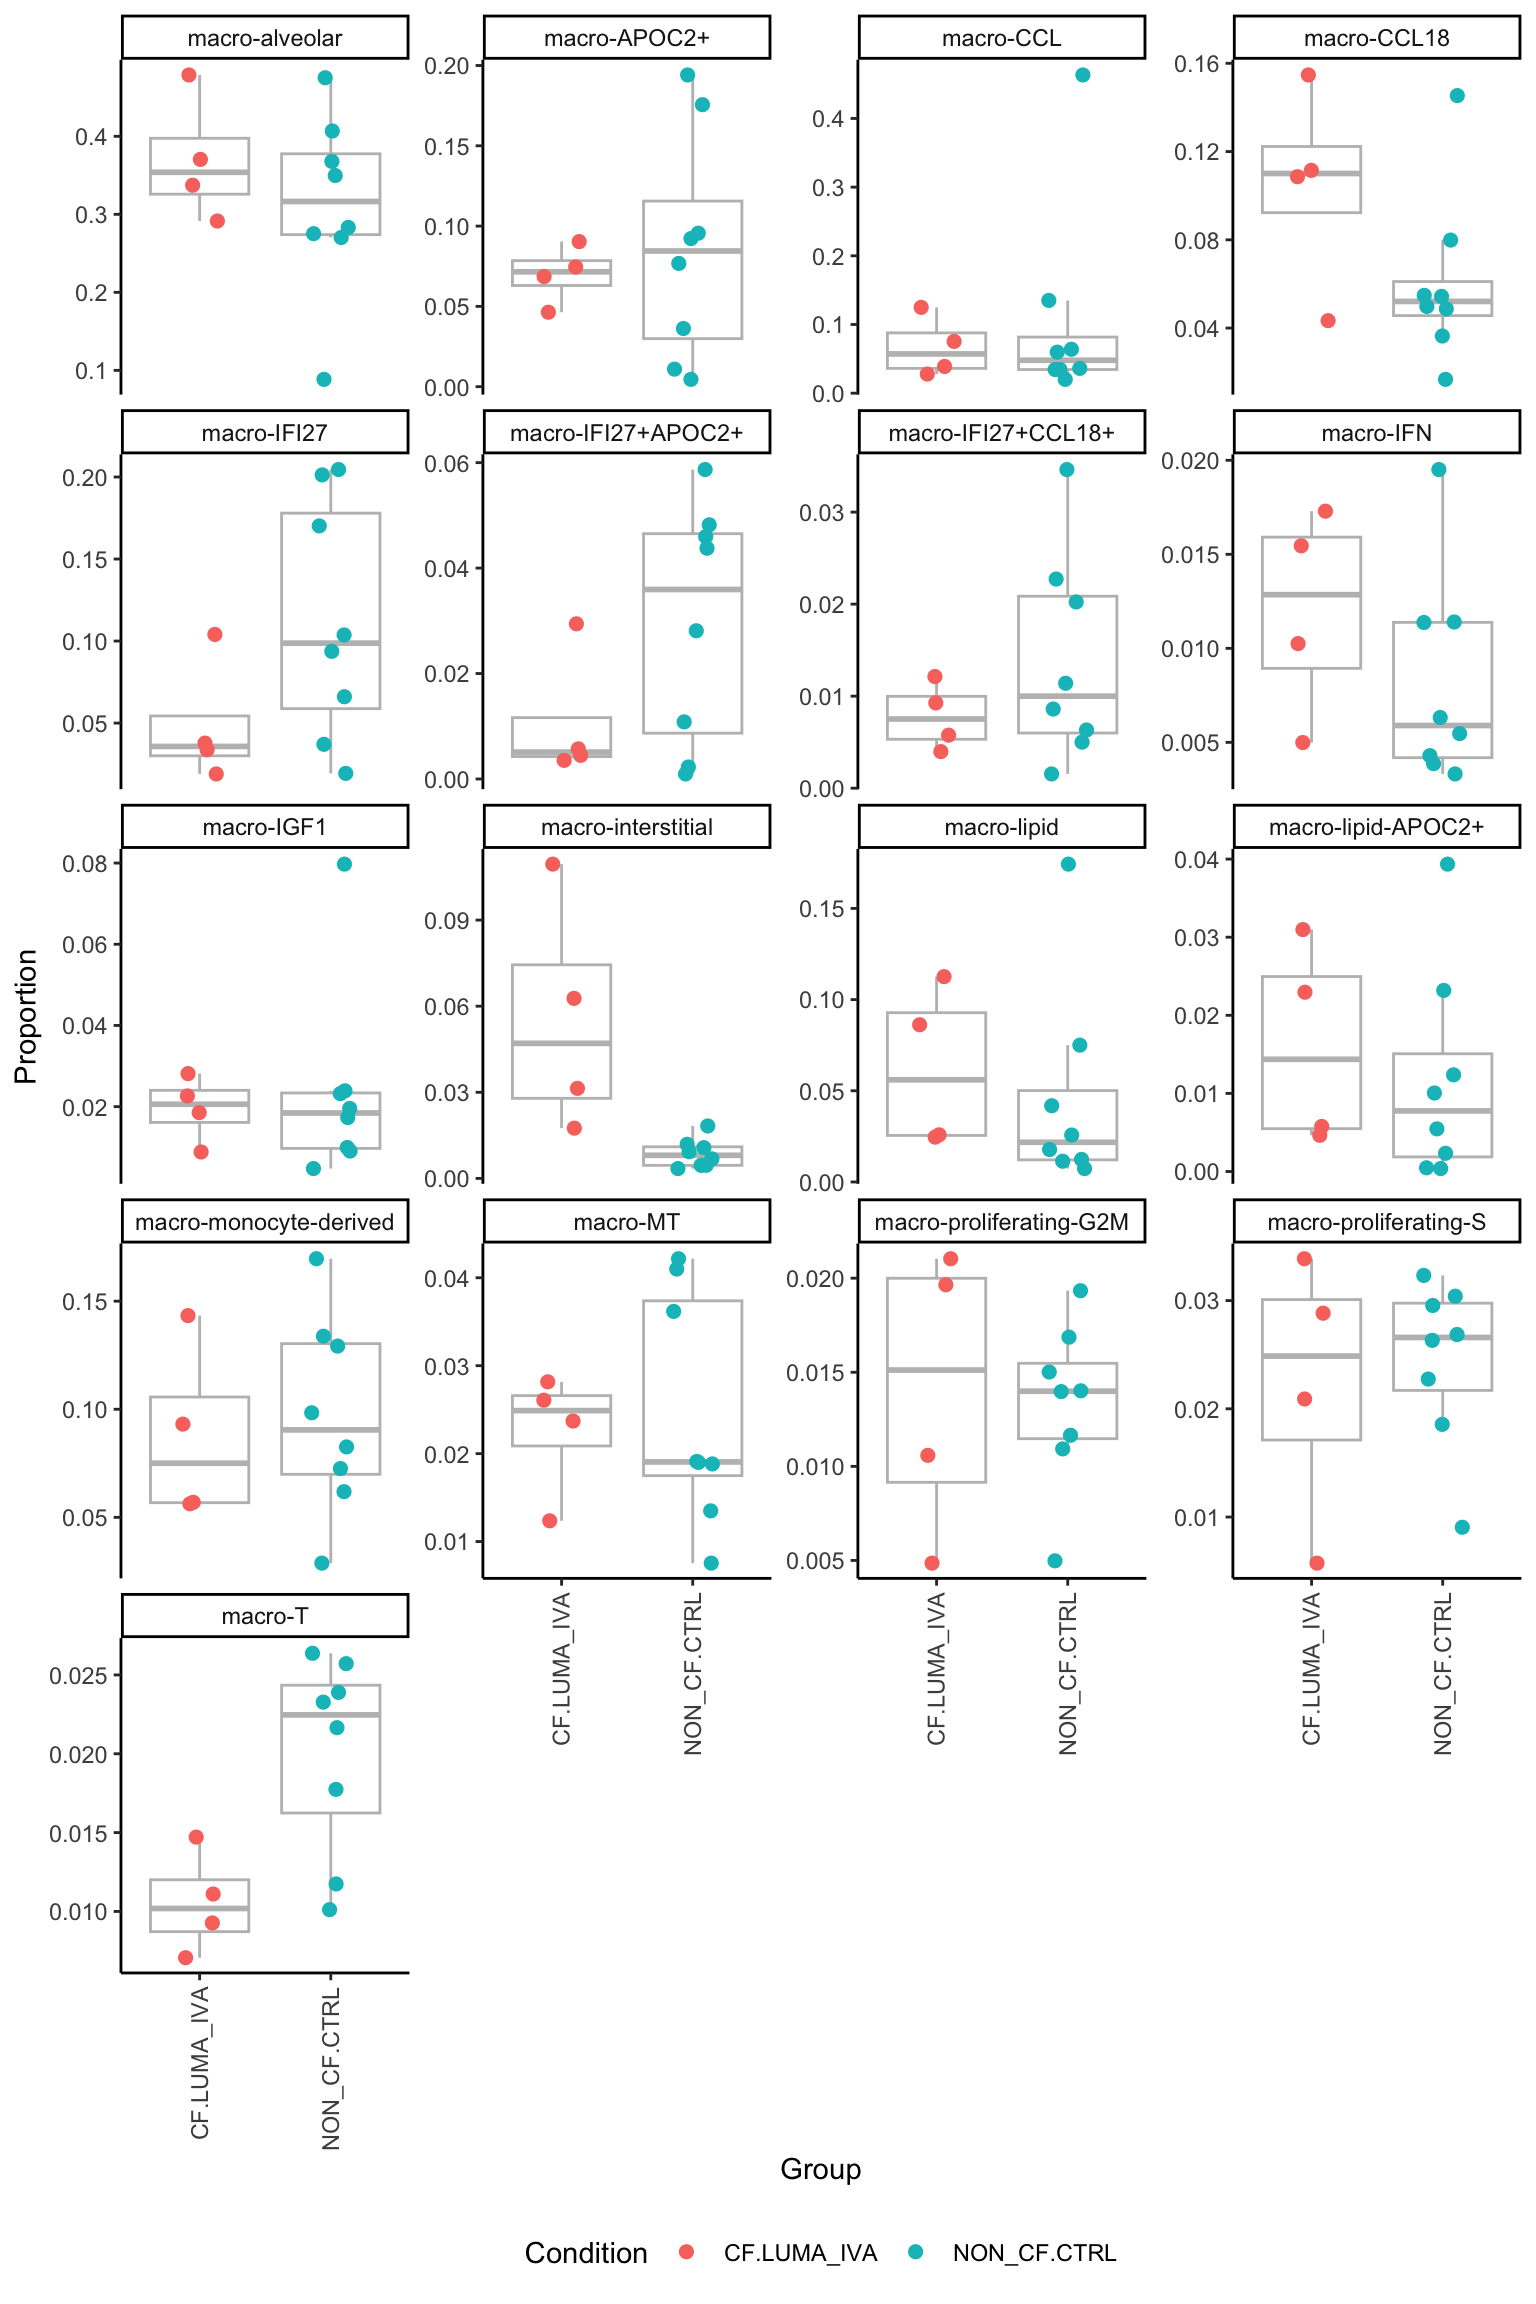 macro-alveolar
macro-APOC2+
macro-CCL
macro-CCL18
0.4
0.3
0.2
0.1
0.20
0.15
0.10
0.05
0.00
0.4
0.3
0.2
0.1
0.0
0.16
0.12
0.08
0.04
macro-IFI27
macro-IFI27+APOC2+
macro-IFI27+CCL18+
macro-IFN
0.20
0.15
0.10
0.05
0.06
0.04
0.02
0.00
0.03
0.02
0.01
0.00
0.020
0.015
0.010
0.005
macro-IGF1
macro-interstitial
macro-lipid
macro-lipid-APOC2+
0.08
0.06
0.04
0.02
0.09
0.06
0.03
0.00
0.15
0.10
0.05
0.00
0.04
0.03
0.02
0.01
0.00
Proportion
macro-monocyte-derived
macro-MT
macro-proliferating-G2M
macro-proliferating-S
0.15
0.10
0.05
0.04
0.03
0.02
0.01
0.020
0.015
0.010
0.005
0.03
0.02
0.01
CF.LUMA_IVA
NON_CF.CTRL
CF.LUMA_IVA
NON_CF.CTRL
CF.LUMA_IVA
NON_CF.CTRL
macro-T
0.025
0.020
0.015
0.010
CF.LUMA_IVA
NON_CF.CTRL
Group
Condition CF.LUMA_IVA NON_CF.CTRL